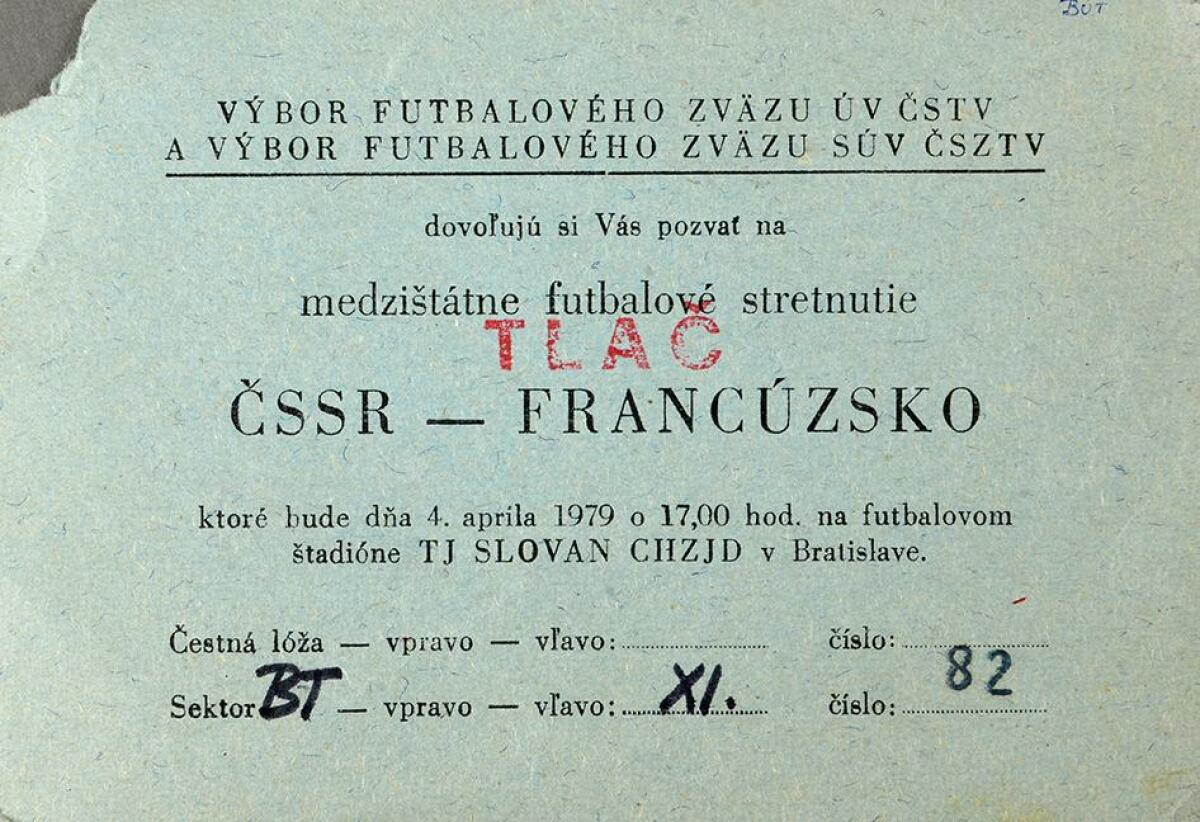 BUT
VÝBOR FUTBALOVÉHO ZVÄZU ÚV ČSTV
A VÝBOR FUTBALOVÉHO ZVÄZU SÚV ČSZTV
dovoľujú si Vás pozvať na
medzištátne futbalové stretnutie
TLAČ
ČSSR — FRANCÚZSKO
ktoré bude dňa 4. apríla 1979 o 17,00 hod. na futbalovom
štadióne TJ SLOVAN CHZJD v Bratislave.
Čestná lóža — vpravo — vľavo: číslo:
Sektor BT — vpravo — vľavo: XI. číslo: 82